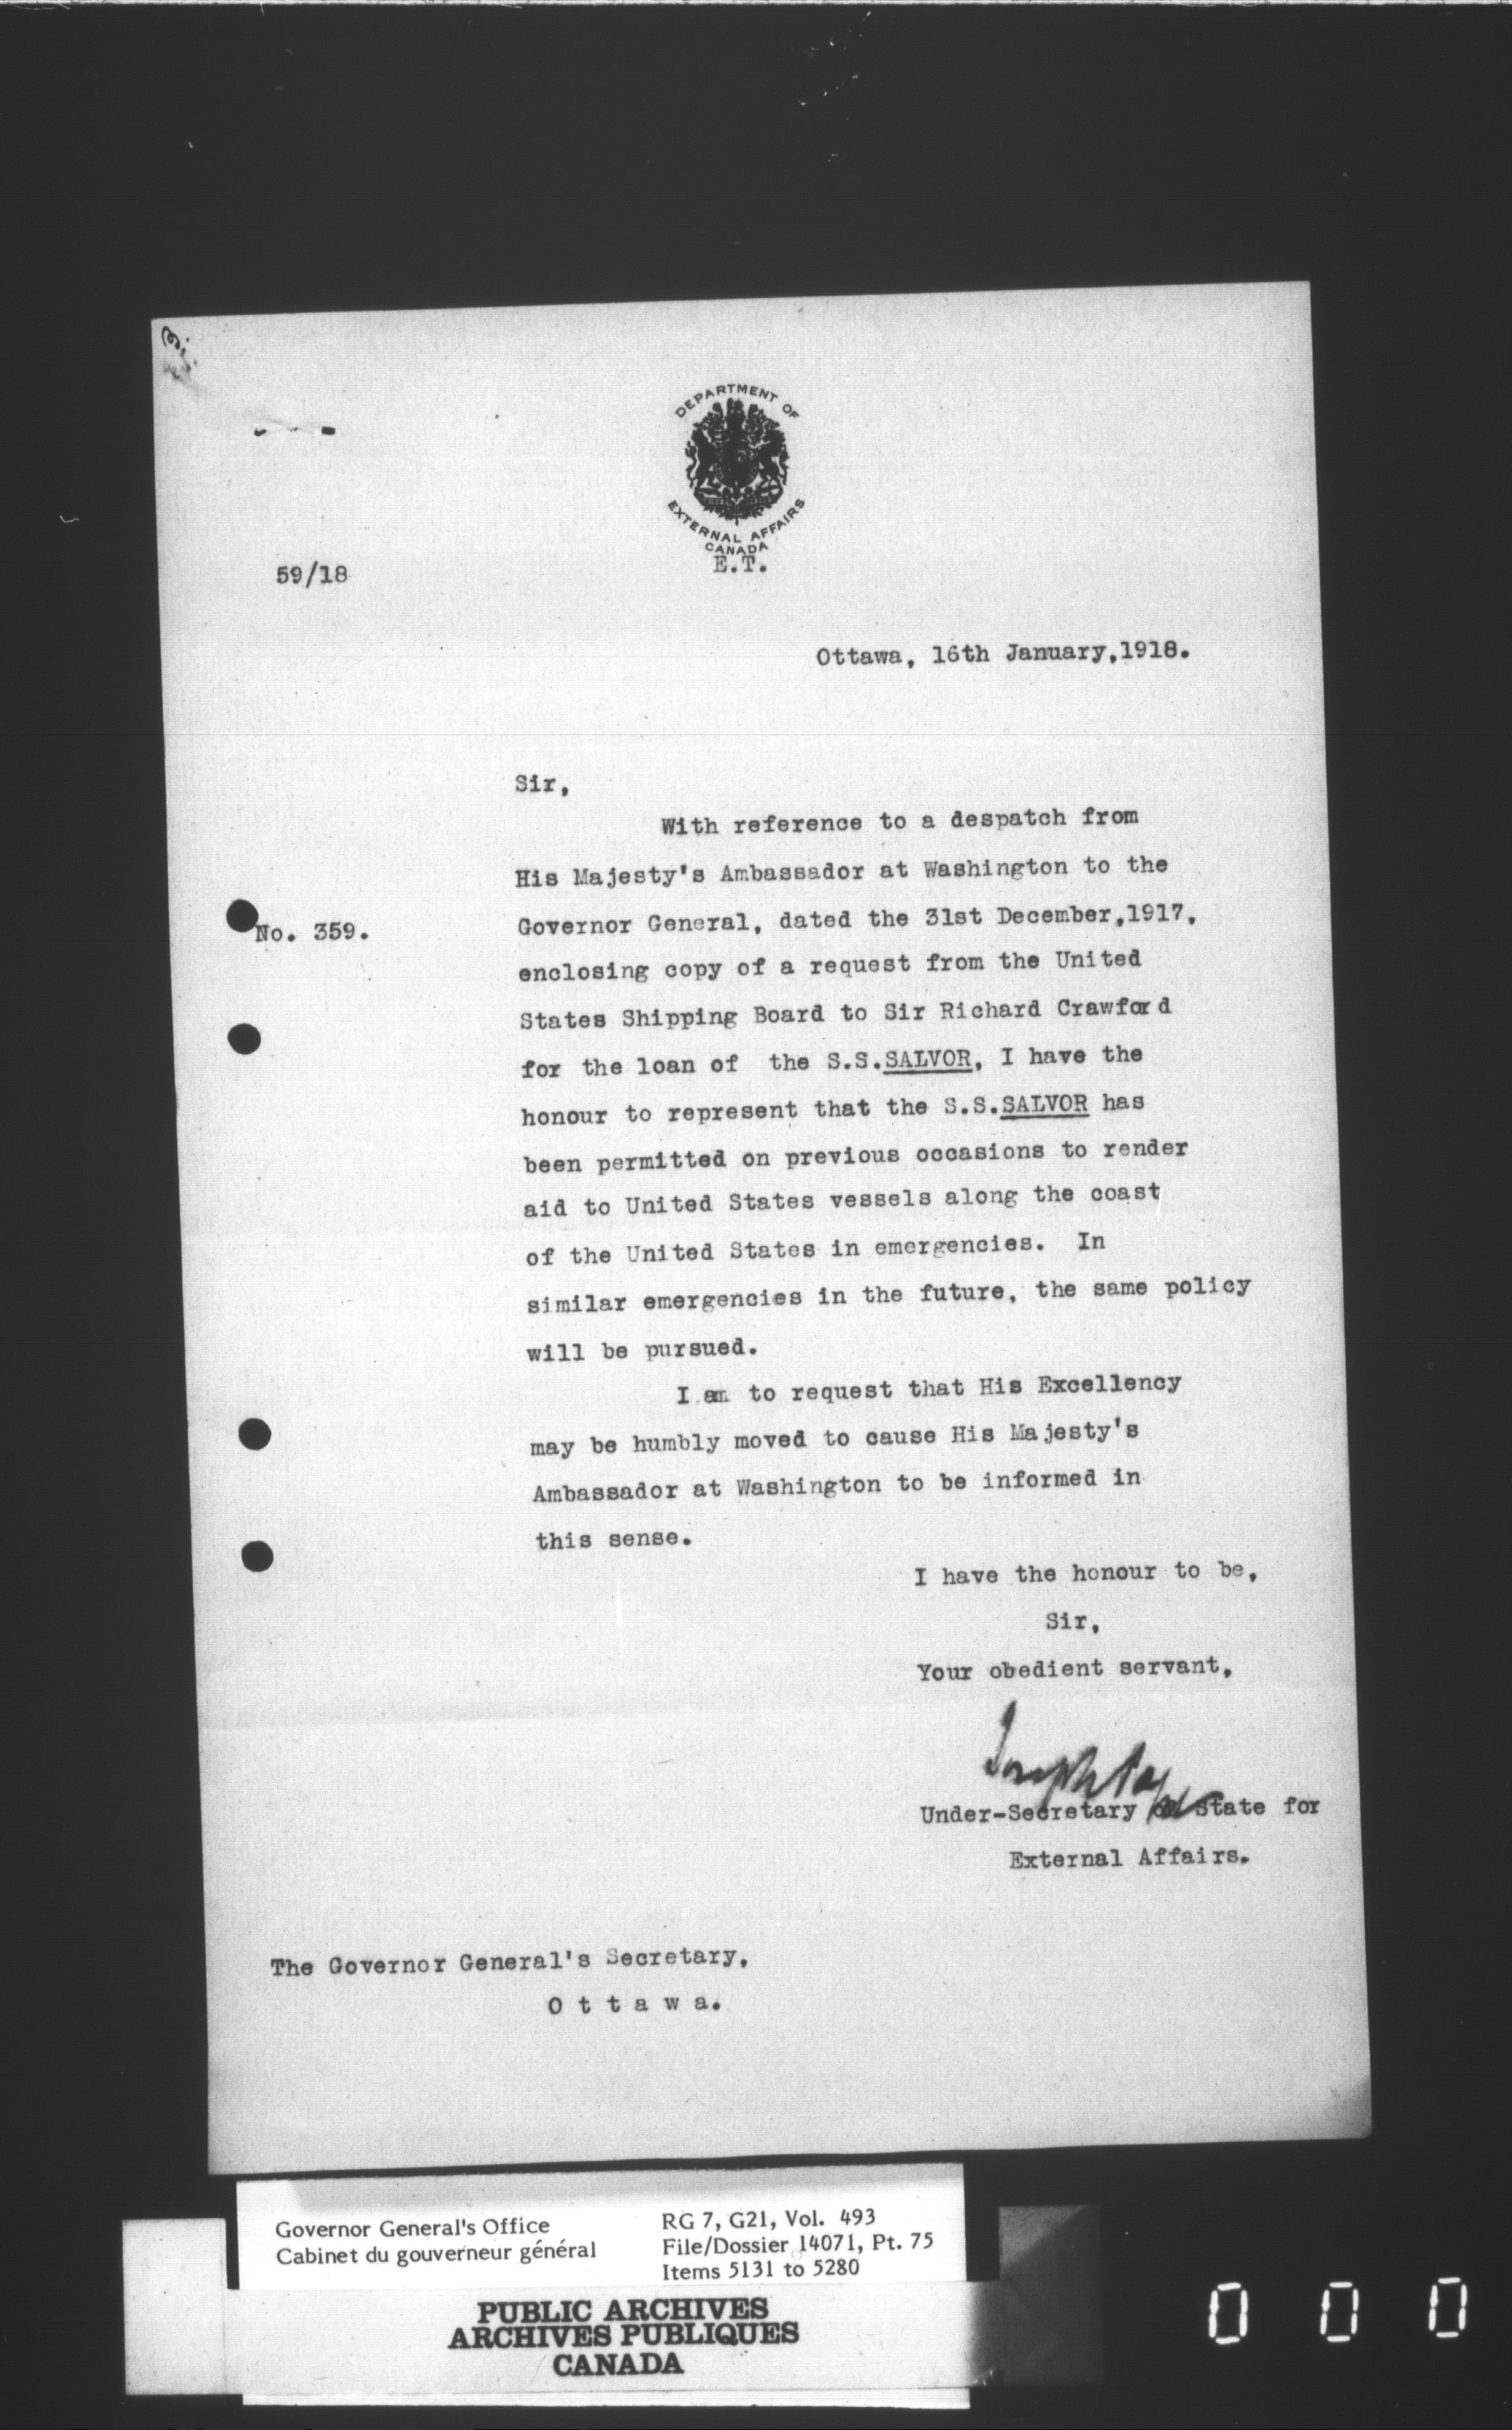 DEPARTMENT OF
EXTERNAL AFFAIRS
CANADA
E.T.
59/18
Ottawa, 16th January,1918.
Sir,
With reference to a despatch from
His Majesty's Ambassador at Washington to the
No. 359.
Governor General, dated the 31st December,1917,
enclosing copy of a request from the United
States Shipping Board to Sir Richard Crawford
for the loan of the S.S.SALVOR, I have the
honour to represent that the S.S.SALVOR has
been permitted on previous occasions to render
aid to United States vessels along the coast
of the United States in emergencies. In
similar emergencies in the future, the same policy
will be pursued.
I am to request that His Excellency
may be humbly moved to cause His Majesty's
Ambassador at Washington to be informed in
this sense.
I have the honour to be,
Sir,
Your obedient servant,
Joseph Pope
Under-Secretary of State for
External Affairs.
The Governor General's Secretary,
O t t a w a.
Governor General's Office
Cabinet du gouverneur général
RG 7, G21, Vol. 493
File/Dossier 14071, Pt. 75
Items 5131 to 5280
PUBLIC ARCHIVES
ARCHIVES PUBLIQUES
CANADA
0 0 0